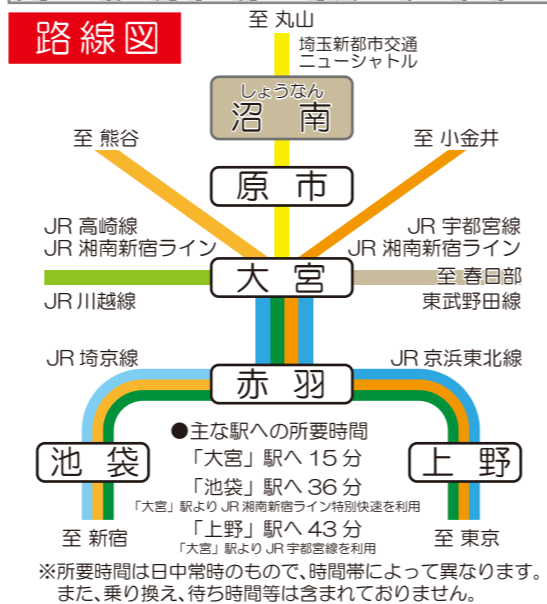 路線図
至 丸山
埼玉新都市交通
ニューシャトル
しょうなん
沼南
至 熊谷
至 小金井
原市
JR 高崎線
JR 湘南新宿ライン
JR 宇都宮線
JR 湘南新宿ライン
大宮
至 春日部
JR 川越線
東武野田線
JR 埼京線
JR 京浜東北線
赤羽
●主な駅への所要時間
「大宮」駅へ 15 分
池袋
上野
「池袋」駅へ 36 分
「大宮」駅より JR 湘南新宿ライン特別快速を利用
「上野」駅へ 43 分
「大宮」駅より JR 宇都宮線を利用
至 新宿
至 東京
※所要時間は日中常時のもので、時間帯によって異なります。
また、乗り換え、待ち時間等は含まれておりません。